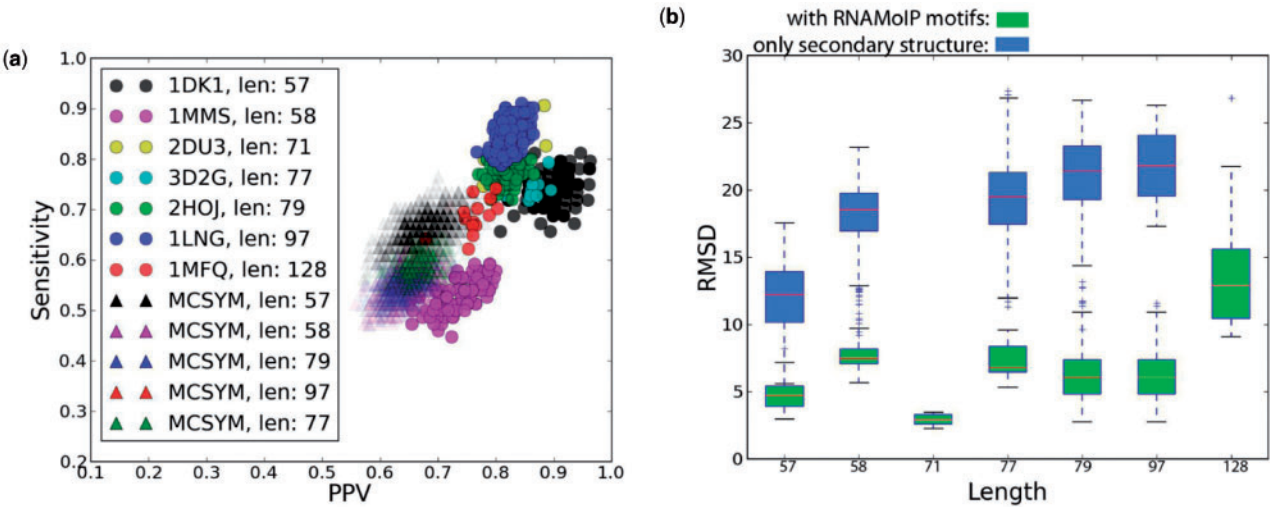 (a)
1.0
0.9
0.8
0.7
0.6
0.5
0.4
0.3
0.2
Sensitivity
1DK1, len: 57
1MMS, len: 58
2DU3, len: 71
3D2G, len: 77
2HOJ, len: 79
1LNG, len: 97
1MFQ, len: 128
MCSYM, len: 57
MCSYM, len: 58
MCSYM, len: 79
MCSYM, len: 97
MCSYM, len: 77
0.1 0.2 0.3 0.4 0.5 0.6 0.7 0.8 0.9 1.0
PPV
(b)
with RNAMoIP motifs:
only secondary structure:
30
25
20
15
10
5
0
RMSD
57 58 71 77 79 97 128
Length